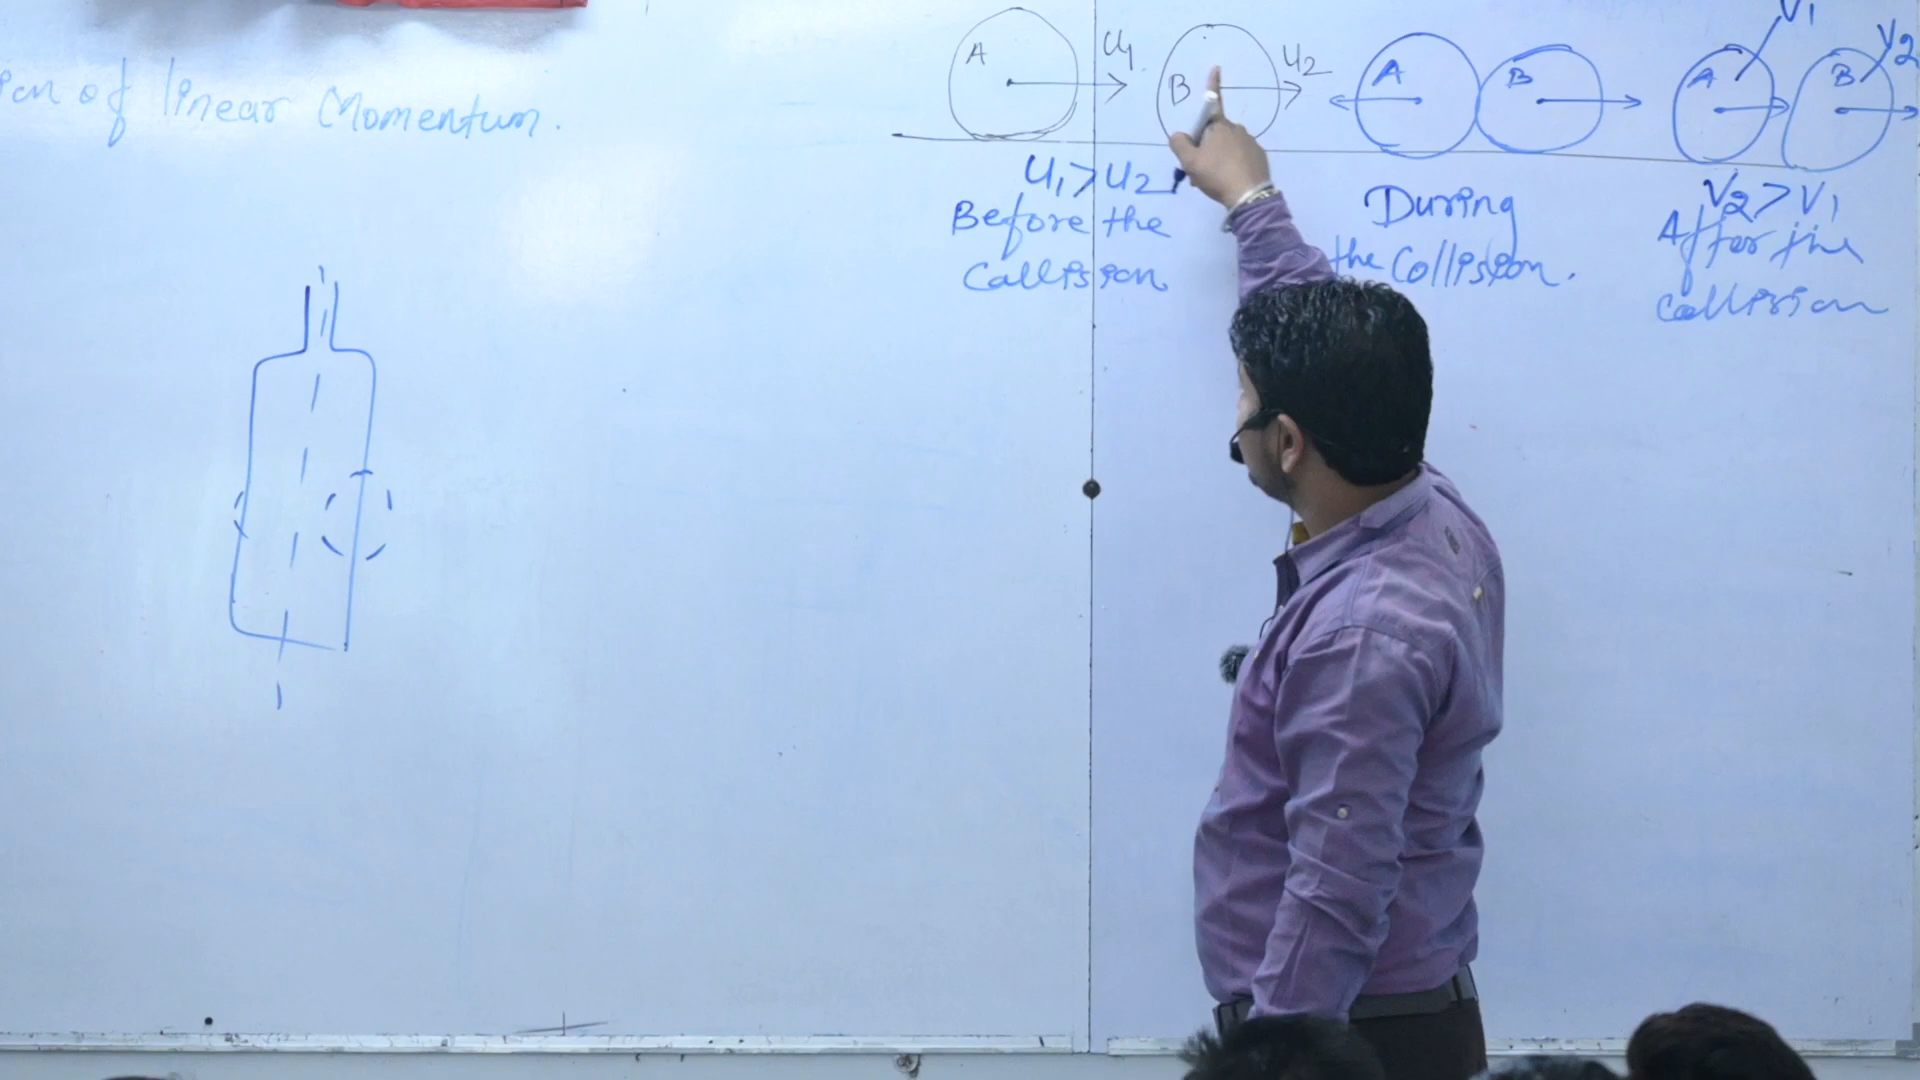 of linear Momentum.
A U1 B U2
U1 > U2
Before the
Collision
A B
During
the Collision.
A V1 B V2
V2 > V1
After the
collision